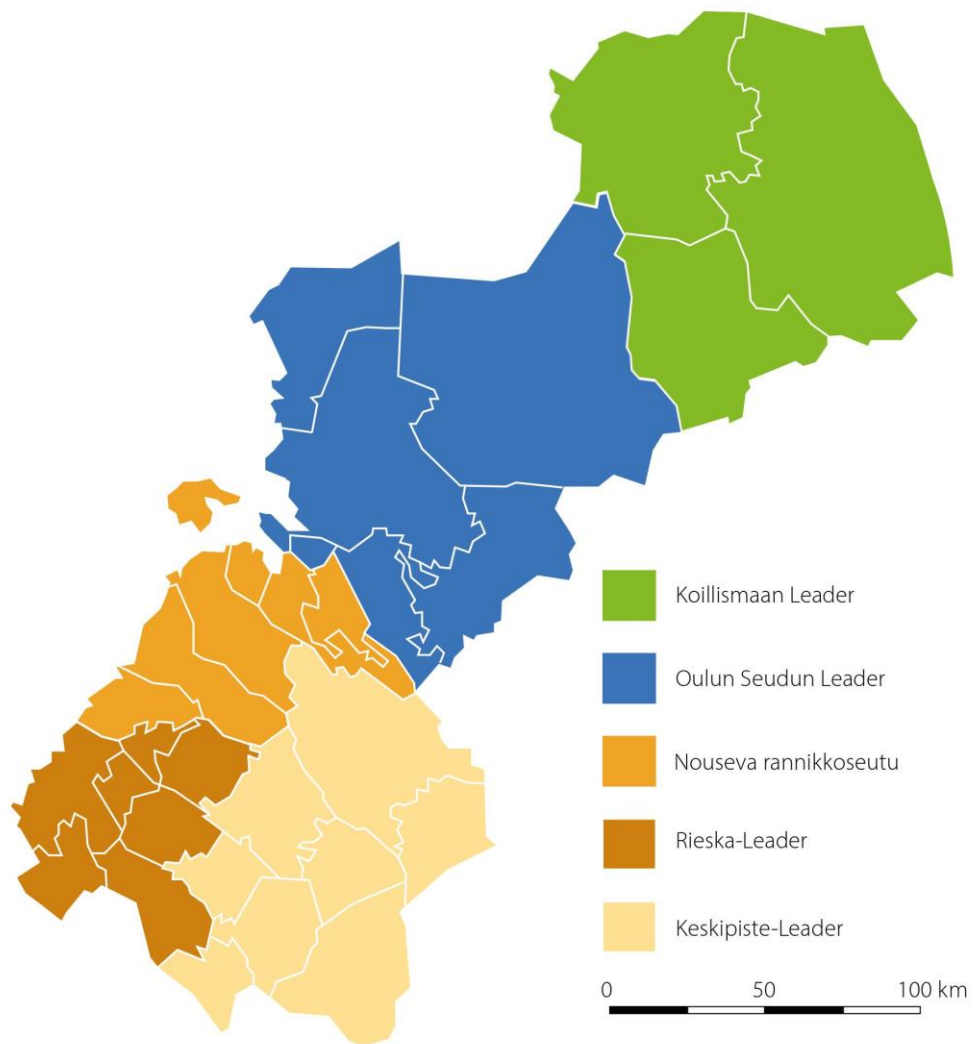 Koillismaan Leader
Oulun Seudun Leader
Nouseva rannikkoseutu
Rieska-Leader
Keskipiste-Leader
0 50 100 km